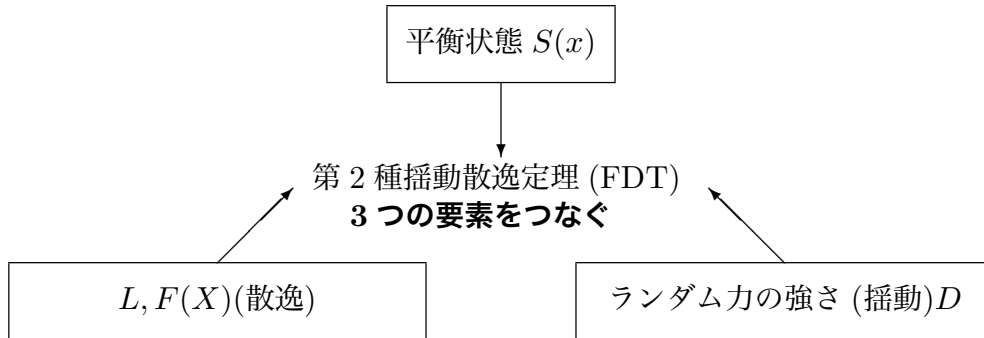 平衡状態 S(x)
第 2 種揺動散逸定理 (FDT)
3 つの要素をつなぐ
L, F(X)(散逸)
ランダム力の強さ (揺動)D